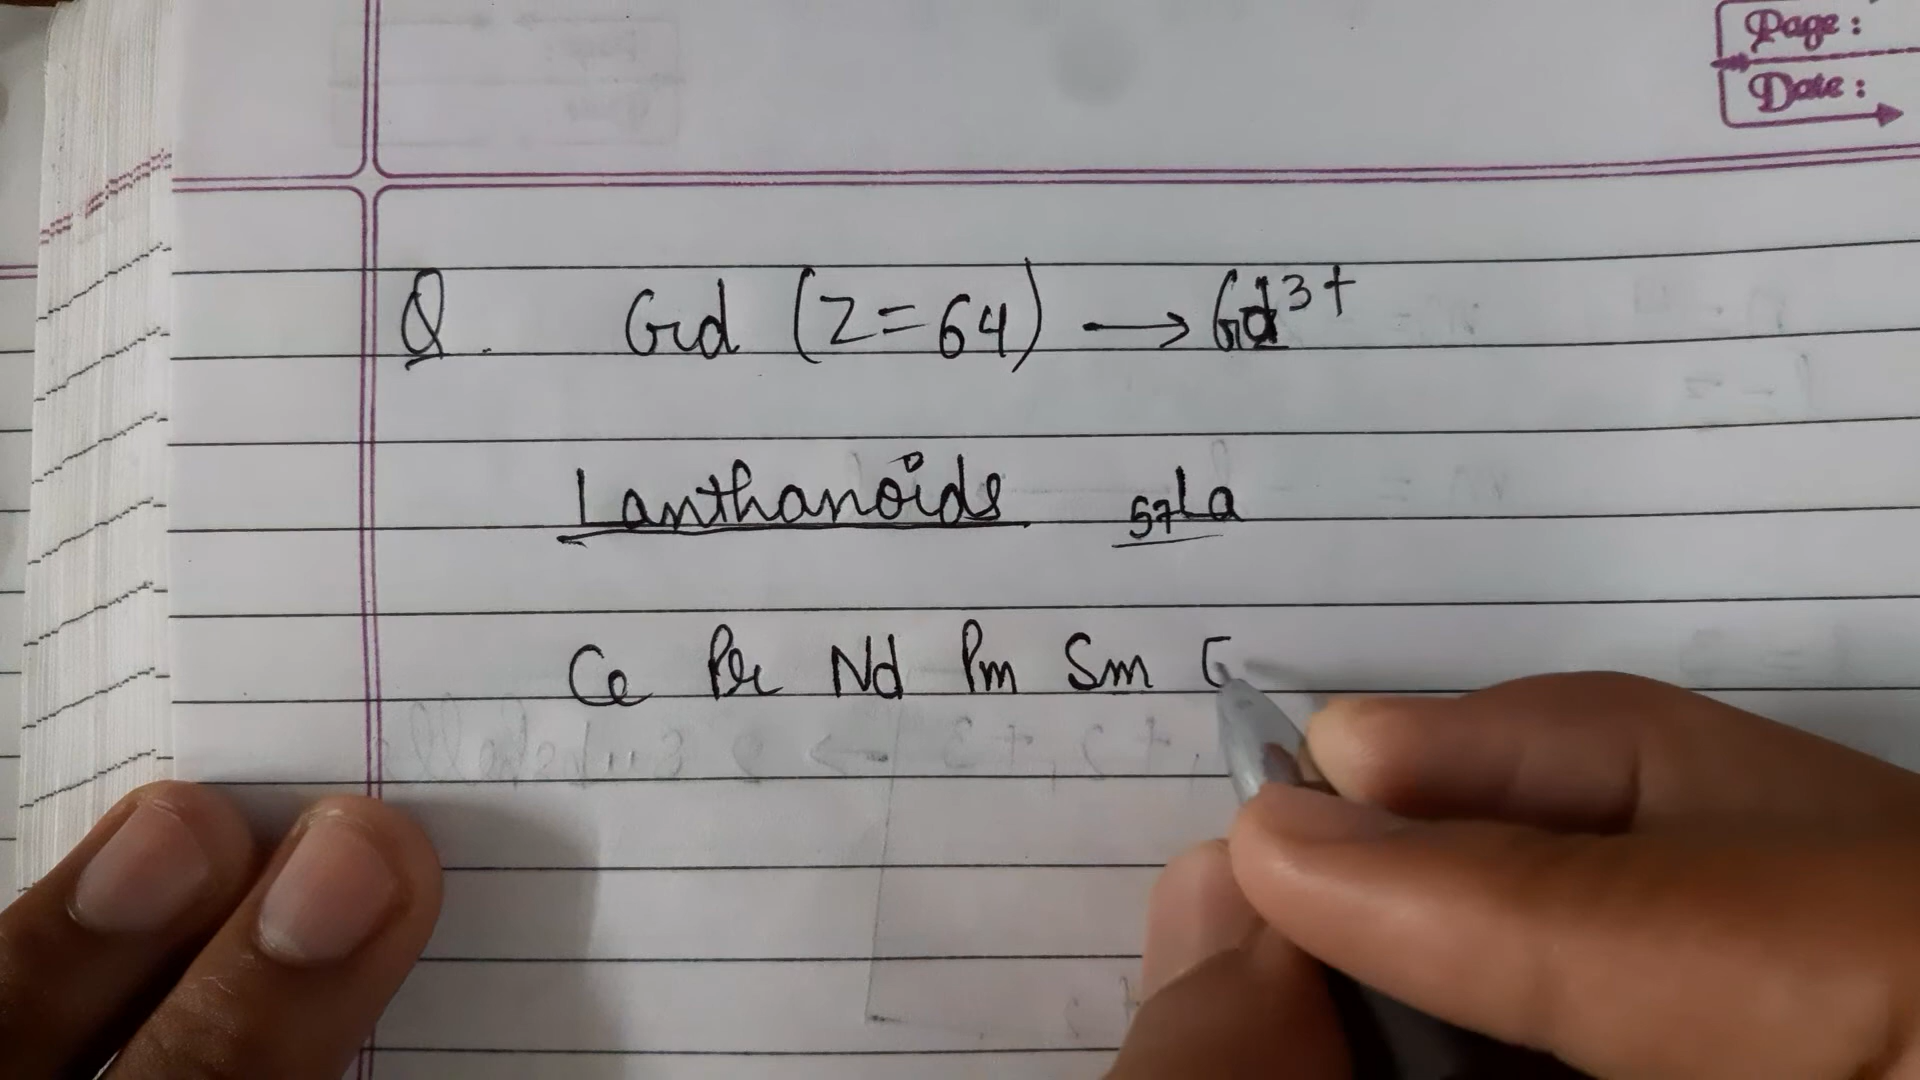 Page :
Date :
Q. Gd (Z=64) → Gd³⁺
Lanthanoids ₅₇La
Ce Pr Nd Pm Sm